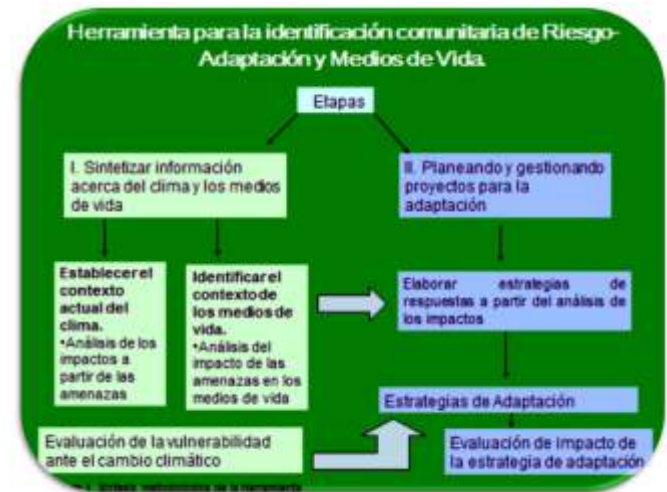 Herramienta para la identificación comunitaria de Riesgo-
Adaptación y Medios de Vida.
Etapas
I. Sintetizar información
acerca del clima y los medios
de vida
II. Planeando y gestionando
proyectos para la
adaptación
Establecer el
contexto
actual del
clima.
•Análisis de los
impactos a
partir de las
amenazas
Identificar el
contexto de
los medios de
vida.
•Análisis del
impacto de las
amenazas en los
medios de vida
Elaborar estrategias de
respuestas a partir del análisis de
los impactos
Estrategias de Adaptación
Evaluación de la vulnerabilidad
ante el cambio climático
Evaluación de impacto de
la estrategia de adaptación